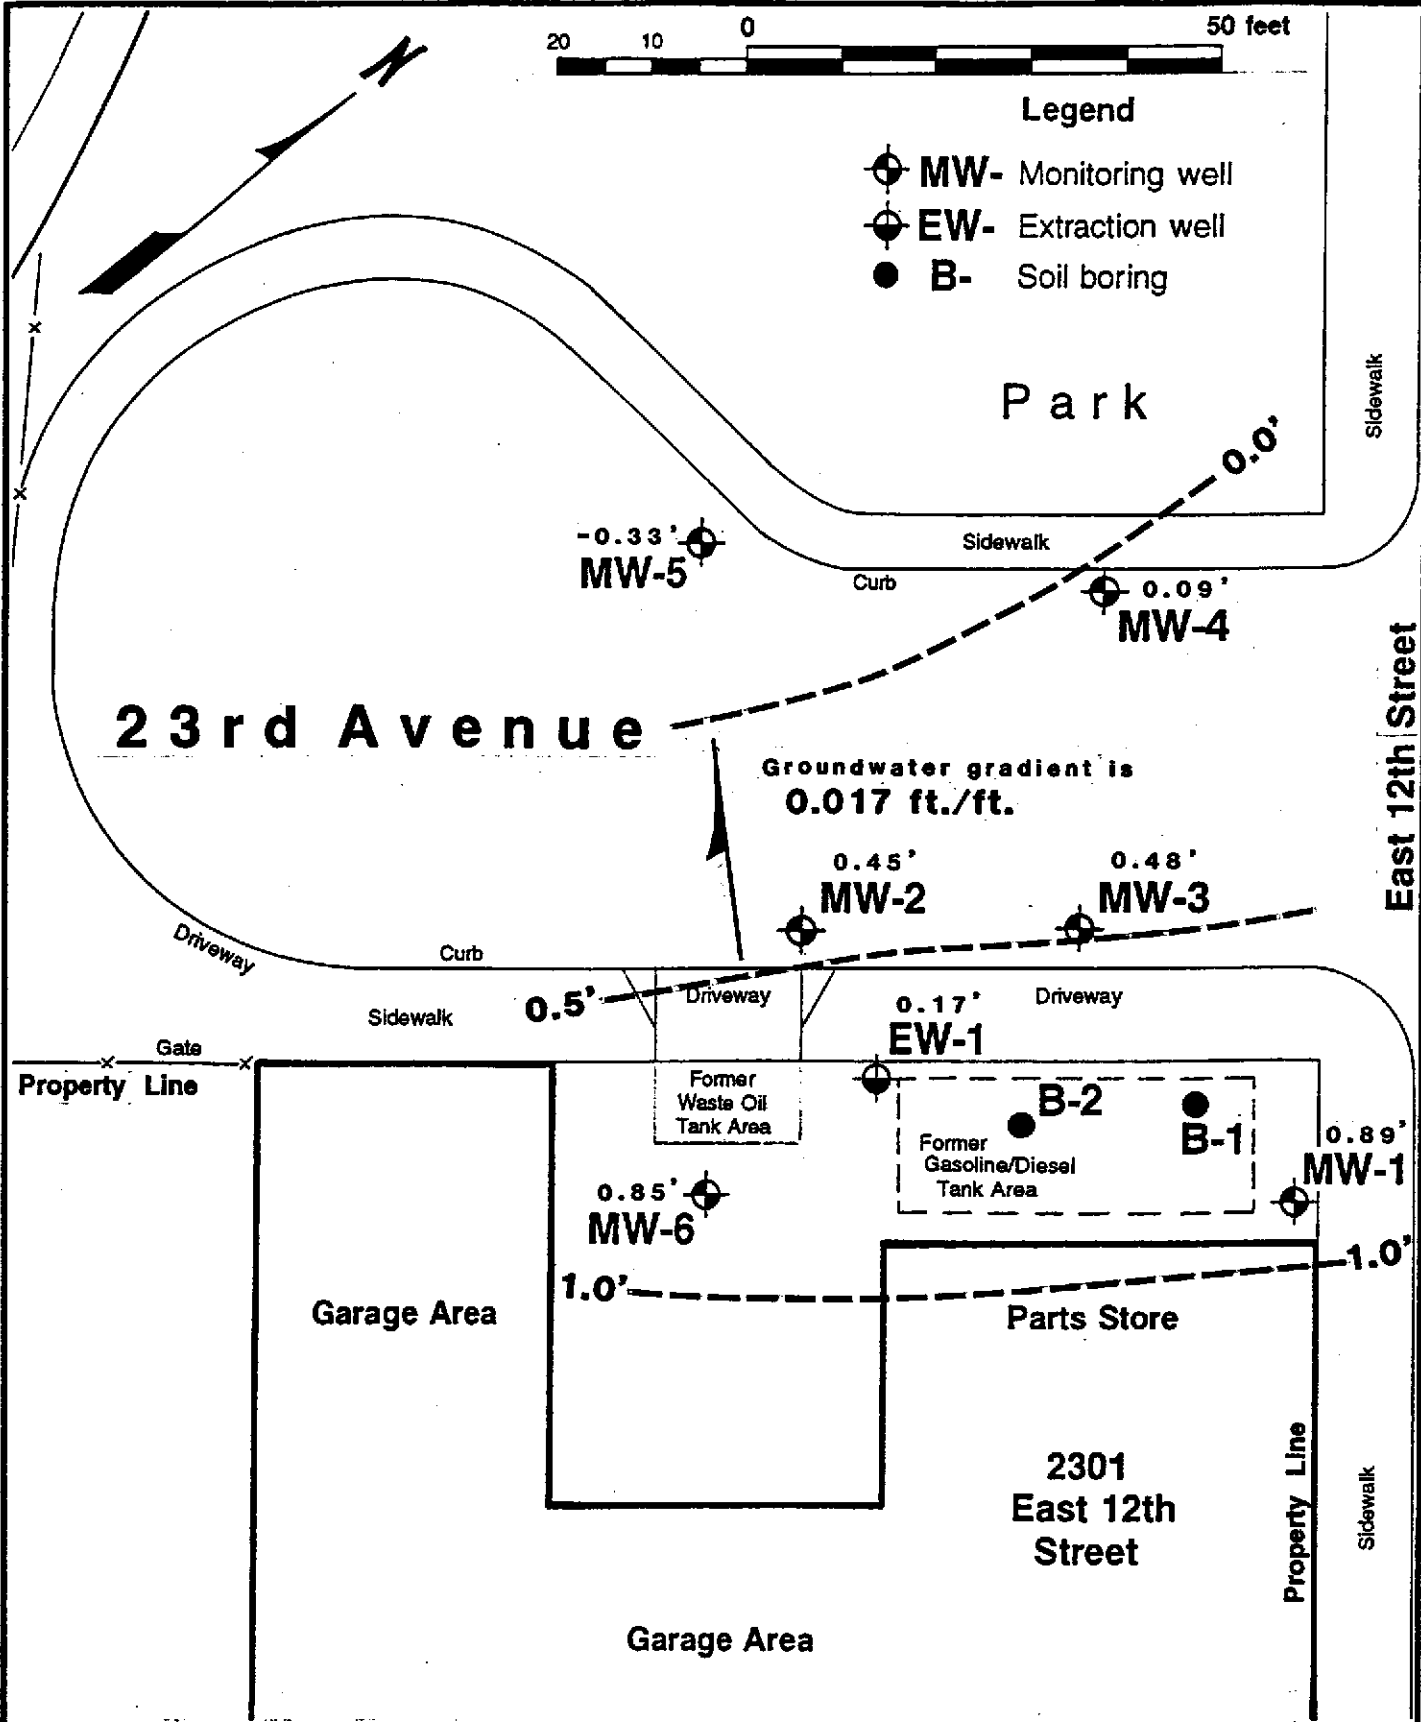 N
20 10 0 50 feet
Legend
MW- Monitoring well
EW- Extraction well
B- Soil boring
Park
Sidewalk
0.0'
-0.33'
MW-5
Sidewalk
Curb
0.09'
MW-4
East 12th Street
23rd Avenue
Groundwater gradient is
0.017 ft./ft.
0.45'
MW-2
0.48'
MW-3
Driveway
Curb
0.5'
Driveway
Driveway
Sidewalk
0.17'
EW-1
Gate
Property Line
Former
Waste Oil
Tank Area
B-2
B-1
Former
Gasoline/Diesel
Tank Area
0.89'
MW-1
0.85'
MW-6
1.0'
1.0'
Garage Area
Parts Store
2301
East 12th
Street
Property Line
Sidewalk
Garage Area